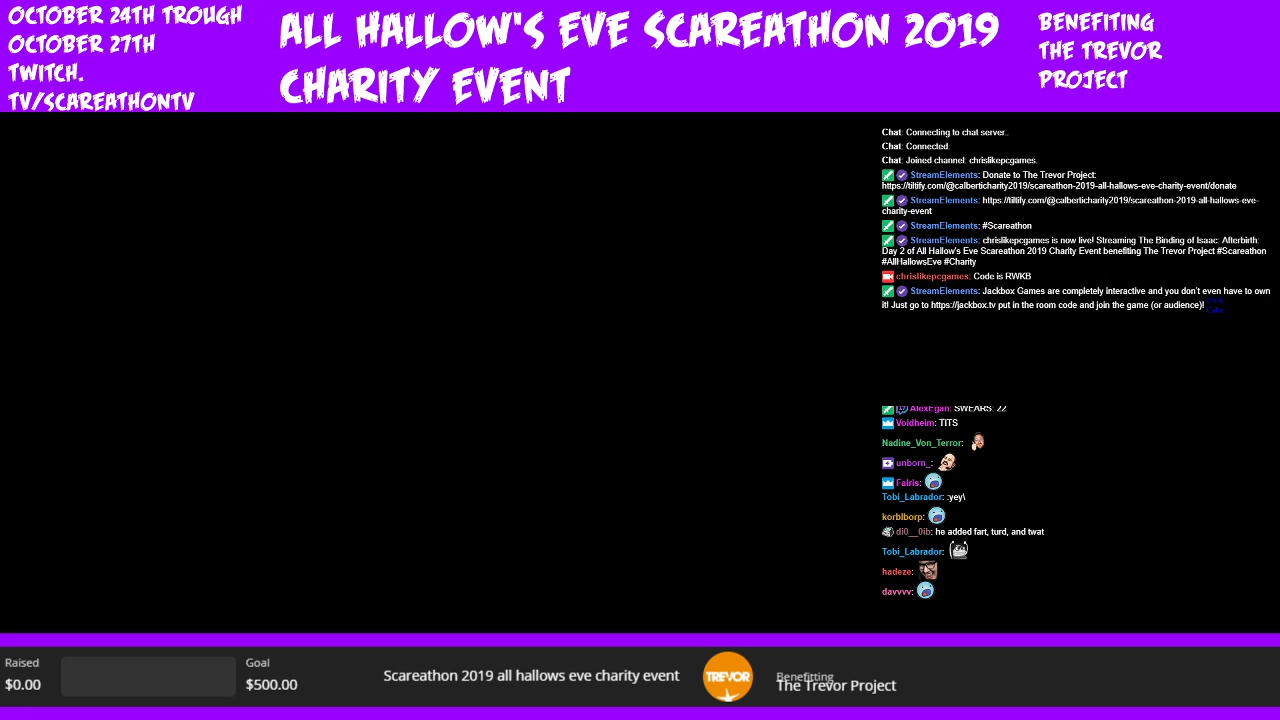 OCTOBER 24TH TROUGH
OCTOBER 27TH
TWITCH.
TV/SCAREATHONTV
ALL HALLOW'S EVE SCAREATHON 2019
CHARITY EVENT
BENEFITING
THE TREVOR
PROJECT
Chat: Connecting to chat server..
Chat: Connected.
Chat: Joined channel: chrislikepcgames.
StreamElements: Donate to The Trevor Project:
https://tiltify.com/@calberticharity2019/scareathon-2019-all-hallows-eve-charity-event/donate
StreamElements: https://tiltify.com/@calberticharity2019/scareathon-2019-all-hallows-eve-
charity-event
StreamElements: #Scareathon
StreamElements: chrislikepcgames is now live! Streaming The Binding of Isaac: Afterbirth:
Day 2 of All Hallow's Eve Scareathon 2019 Charity Event benefiting The Trevor Project #Scareathon
#AllHallowsEve #Charity
chrislikepcgames: Code is RWKB
StreamElements: Jackbox Games are completely interactive and you don't even have to own
it! Just go to https://jackbox.tv put in the room code and join the game (or audience)!
AlexEgan: SWEARS: 22
Voldheim: TITS
Nadine_Von_Terror:
unborn_:
Falris:
Tobi_Labrador: :yey\
korblborp:
di0__0ib: he added fart, turd, and twat
Tobi_Labrador:
hadeze:
davvvv:
Raised
$0.00
Goal
$500.00
Scareathon 2019 all hallows eve charity event
TREVOR
Benefitting
The Trevor Project